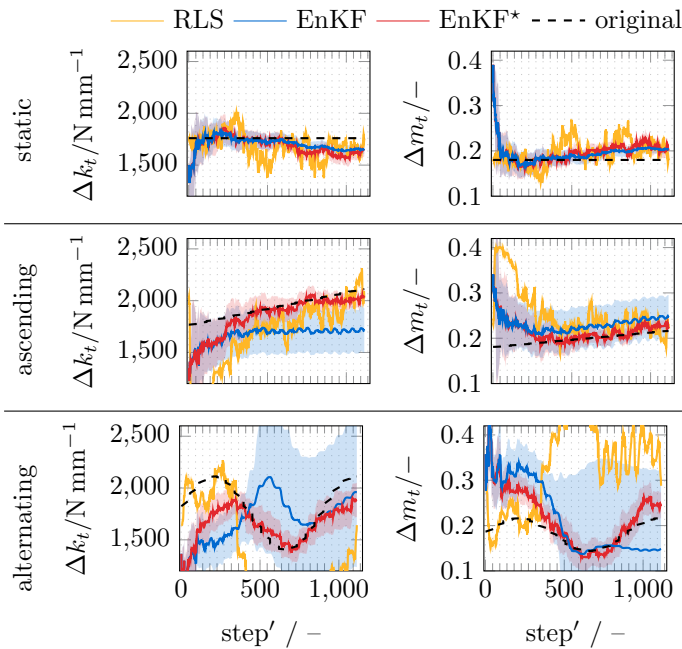 RLS EnKF EnKF⋆ original
static
Δk_t/N mm⁻¹
2,500
2,000
1,500
Δm_t/–
0.4
0.3
0.2
0.1
ascending
Δk_t/N mm⁻¹
2,500
2,000
1,500
Δm_t/–
0.4
0.3
0.2
0.1
alternating
Δk_t/N mm⁻¹
2,500
2,000
1,500
0 500 1,000
step′ / –
Δm_t/–
0.4
0.3
0.2
0.1
0 500 1,000
step′ / –